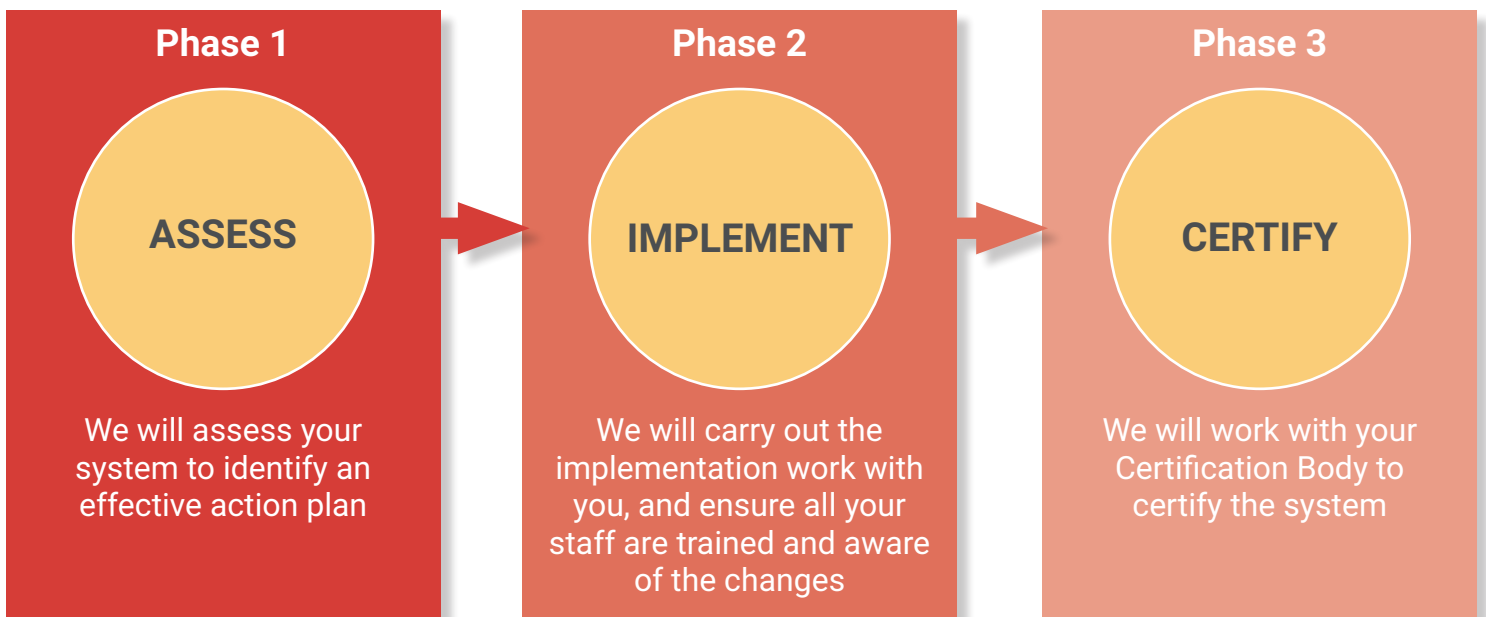 Phase 1
ASSESS
We will assess your
system to identify an
effective action plan
Phase 2
IMPLEMENT
We will carry out the
implementation work with
you, and ensure all your
staff are trained and aware
of the changes
Phase 3
CERTIFY
We will work with your
Certification Body to
certify the system